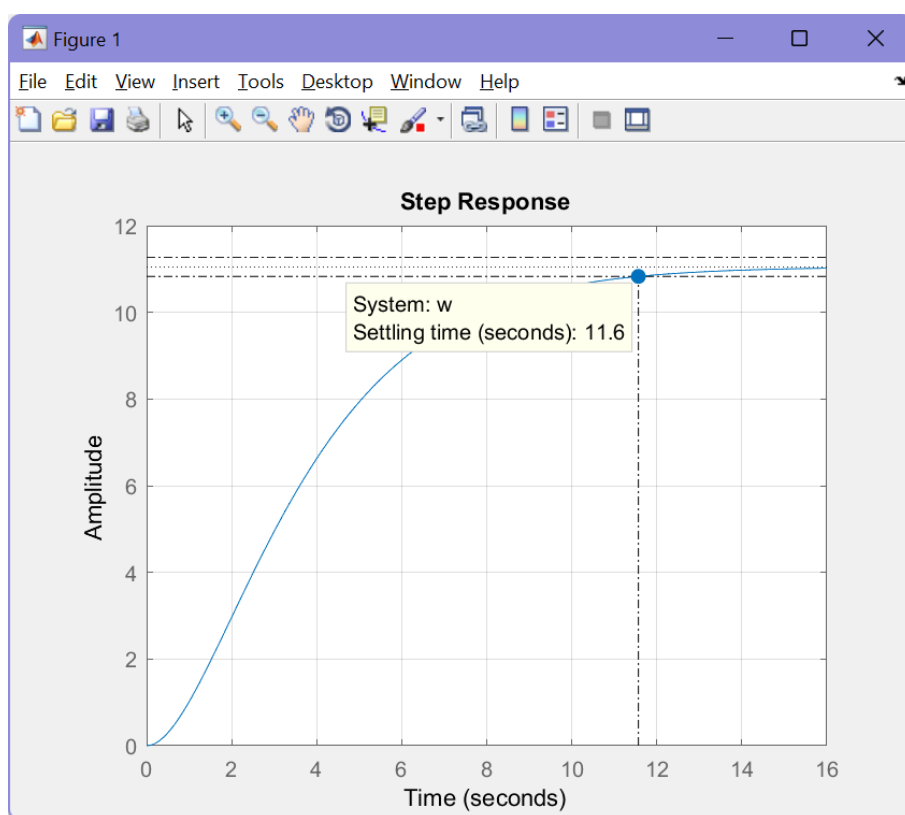 Figure 1
File Edit View Insert Tools Desktop Window Help
Step Response
12
10
8
6
4
2
0
Amplitude
System: w
Settling time (seconds): 11.6
0 2 4 6 8 10 12 14 16
Time (seconds)